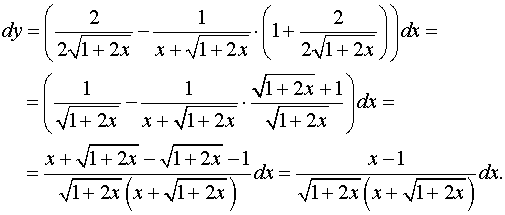 dy = ( 2/(2√(1+2x)) − 1/(x+√(1+2x)) · ( 1 + 2/(2√(1+2x)) ) ) dx =
= ( 1/√(1+2x) − 1/(x+√(1+2x)) · (√(1+2x)+1)/√(1+2x) ) dx =
= (x+√(1+2x)−√(1+2x)−1)/(√(1+2x)(x+√(1+2x))) dx = (x−1)/(√(1+2x)(x+√(1+2x))) dx.